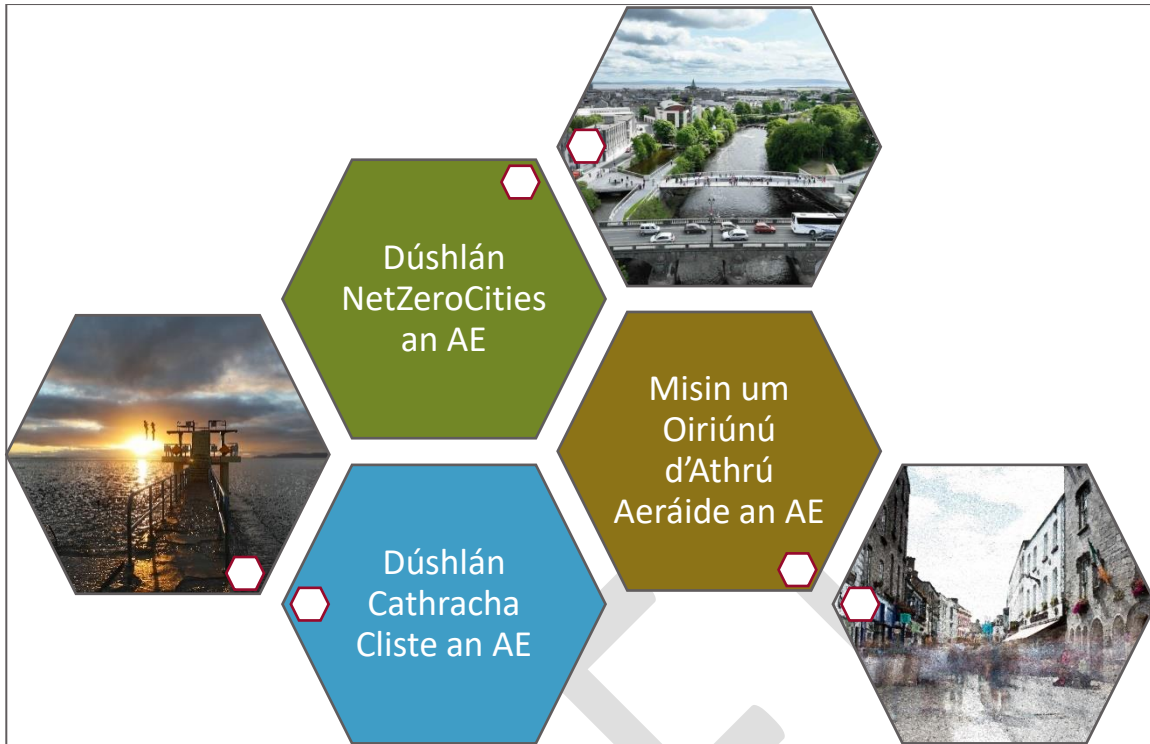 Dúshlán
NetZeroCities
an AE
Misin um
Oiriúnú
d’Athrú
Aeráide an AE
Dúshlán
Cathracha
Cliste an AE